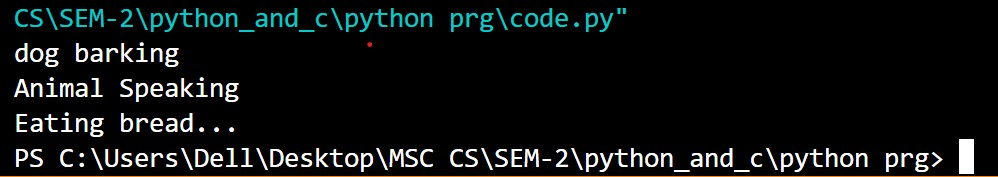 CS\SEM-2\python_and_c\python prg\code.py"
dog barking
Animal Speaking
Eating bread...
PS C:\Users\Dell\Desktop\MSC CS\SEM-2\python_and_c\python prg>